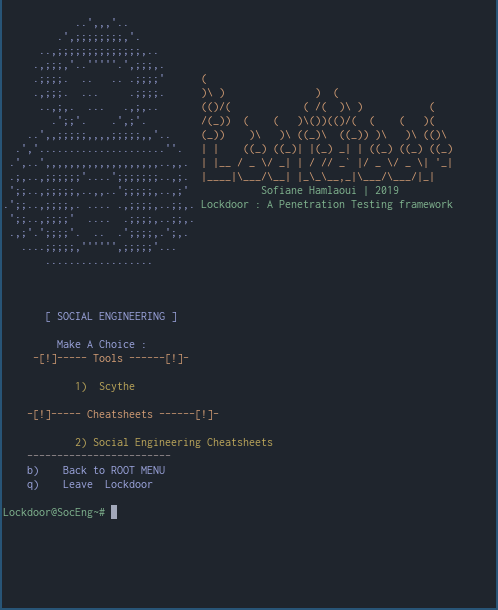 Sofiane Hamlaoui | 2019
Lockdoor : A Penetration Testing framework
[ SOCIAL ENGINEERING ]
Make A Choice :
-[!]----- Tools ------[!]-
1) Scythe
-[!]----- Cheatsheets ------[!]-
2) Social Engineering Cheatsheets
------------------------
b) Back to ROOT MENU
q) Leave Lockdoor
Lockdoor@SocEng~#